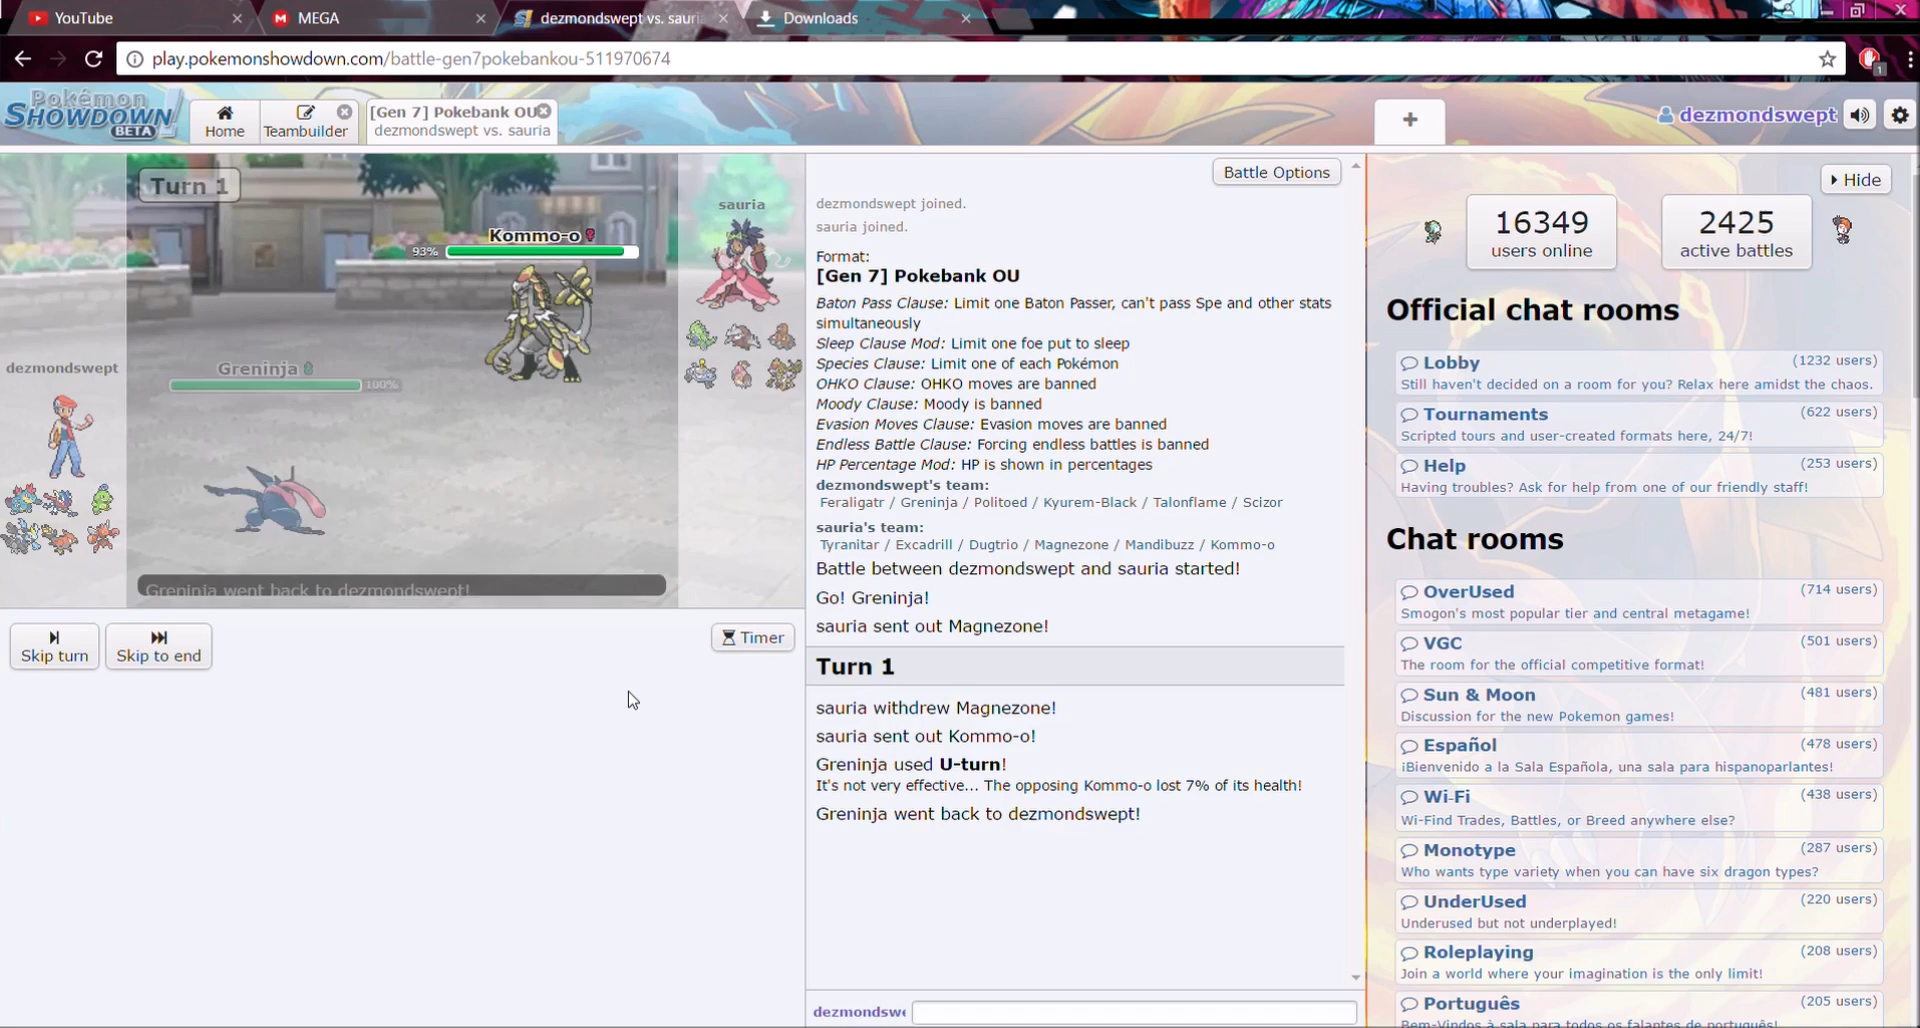 YouTube
MEGA
dezmondswept vs. sauri
Downloads
play.pokemonshowdown.com/battle-gen7pokebankou-511970674
1
Pokémon
SHOWDOWN
BETA
Home
Teambuilder
[Gen 7] Pokebank OU
dezmondswept vs. sauria
+
dezmondswept
Turn 1
sauria
Kommo-o
93%
dezmondswept
Greninja
100%
Greninja went back to dezmondswept!
Skip turn
Skip to end
Timer
Battle Options
dezmondswept joined.
sauria joined.
Format:
[Gen 7] Pokebank OU
Baton Pass Clause: Limit one Baton Passer, can't pass Spe and other stats
simultaneously
Sleep Clause Mod: Limit one foe put to sleep
Species Clause: Limit one of each Pokémon
OHKO Clause: OHKO moves are banned
Moody Clause: Moody is banned
Evasion Moves Clause: Evasion moves are banned
Endless Battle Clause: Forcing endless battles is banned
HP Percentage Mod: HP is shown in percentages
dezmondswept's team:
Feraligatr / Greninja / Politoed / Kyurem-Black / Talonflame / Scizor
sauria's team:
Tyranitar / Excadrill / Dugtrio / Magnezone / Mandibuzz / Kommo-o
Battle between dezmondswept and sauria started!
Go! Greninja!
sauria sent out Magnezone!
Turn 1
sauria withdrew Magnezone!
sauria sent out Kommo-o!
Greninja used U-turn!
It's not very effective... The opposing Kommo-o lost 7% of its health!
Greninja went back to dezmondswept!
dezmondswe
Hide
16349
users online
2425
active battles
Official chat rooms
Lobby (1232 users)
Still haven't decided on a room for you? Relax here amidst the chaos.
Tournaments (622 users)
Scripted tours and user-created formats here, 24/7!
Help (253 users)
Having troubles? Ask for help from one of our friendly staff!
Chat rooms
OverUsed (714 users)
Smogon's most popular tier and central metagame!
VGC (501 users)
The room for the official competitive format!
Sun & Moon (481 users)
Discussion for the new Pokemon games!
Español (478 users)
¡Bienvenido a la Sala Española, una sala para hispanoparlantes!
Wi-Fi (438 users)
Wi-Find Trades, Battles, or Breed anywhere else?
Monotype (287 users)
Who wants type variety when you can have six dragon types?
UnderUsed (220 users)
Underused but not underplayed!
Roleplaying (208 users)
Join a world where your imagination is the only limit!
Português (205 users)
Bem-Vindos à sala para todos os falantes de português!